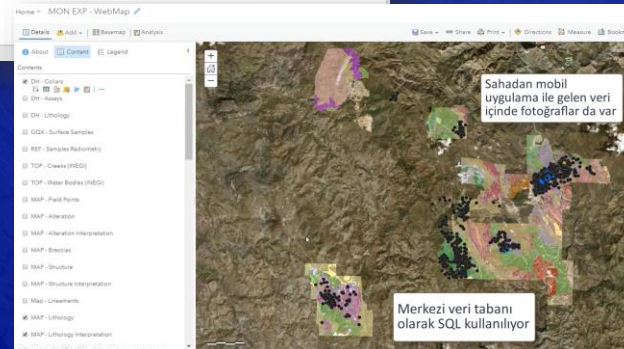 Home MON EXP - WebMap
Details Add Basemap Analysis
Save Share Print Directions Measure Bookm
About Content Legend
Contents
DH - Collars
DH - Assays
DH - Lithology
GQX - Surface Samples
REF - Samples Radiometry
TOP - Creeks (INEGI)
TOP - Water Bodies (INEGI)
MAP - Field Points
MAP - Alteration
MAP - Alteration Interpretation
MAP - Breccias
MAP - Structure
MAP - Structure Interpretation
Map - Lineaments
MAP - Lithology
MAP - Lithology Interpretation
Sahadan mobil
uygulama ile gelen veri
içinde fotoğraflar da var
Merkezi veri tabanı
olarak SQL kullanılıyor